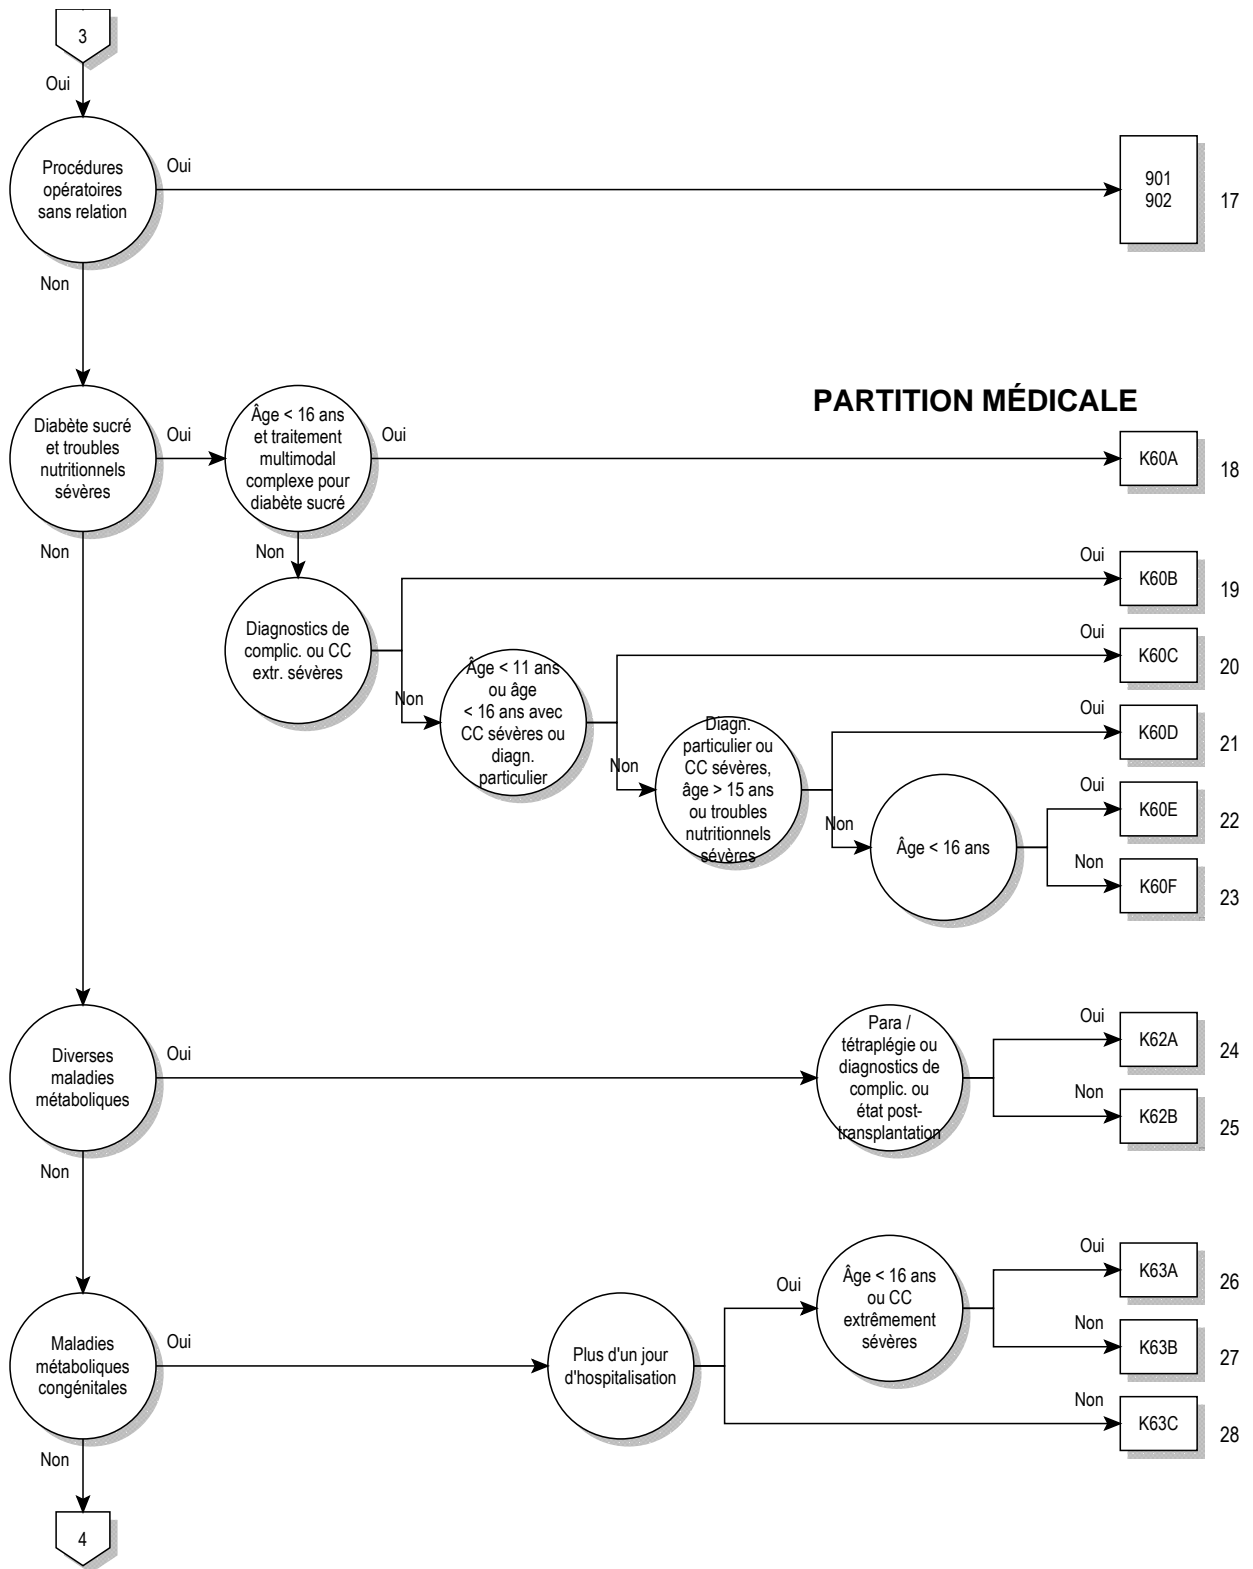 3
Oui
Procédures
opératoires
sans relation
Oui
901
902
17
Non
PARTITION MÉDICALE
Diabète sucré
et troubles
nutritionnels
sévères
Oui
Âge < 16 ans
et traitement
multimodal
complexe pour
diabète sucré
Oui
K60A
18
Non
Non
Diagnostics de
complic. ou CC
extr. sévères
Oui
K60B
19
Non
Âge < 11 ans
ou âge
< 16 ans avec
CC sévères ou
diagn.
particulier
Oui
K60C
20
Non
Diagn.
particulier ou
CC sévères,
âge > 15 ans
ou troubles
nutritionnels
sévères
Oui
K60D
21
Non
Âge < 16 ans
Oui
K60E
22
Non
K60F
23
Diverses
maladies
métaboliques
Oui
Para /
tétraplégie ou
diagnostics de
complic. ou
état post-
transplantation
Oui
K62A
24
Non
K62B
25
Non
Maladies
métaboliques
congénitales
Oui
Plus d'un jour
d'hospitalisation
Oui
Âge < 16 ans
ou CC
extrêmement
sévères
Oui
K63A
26
Non
K63B
27
Non
K63C
28
Non
4